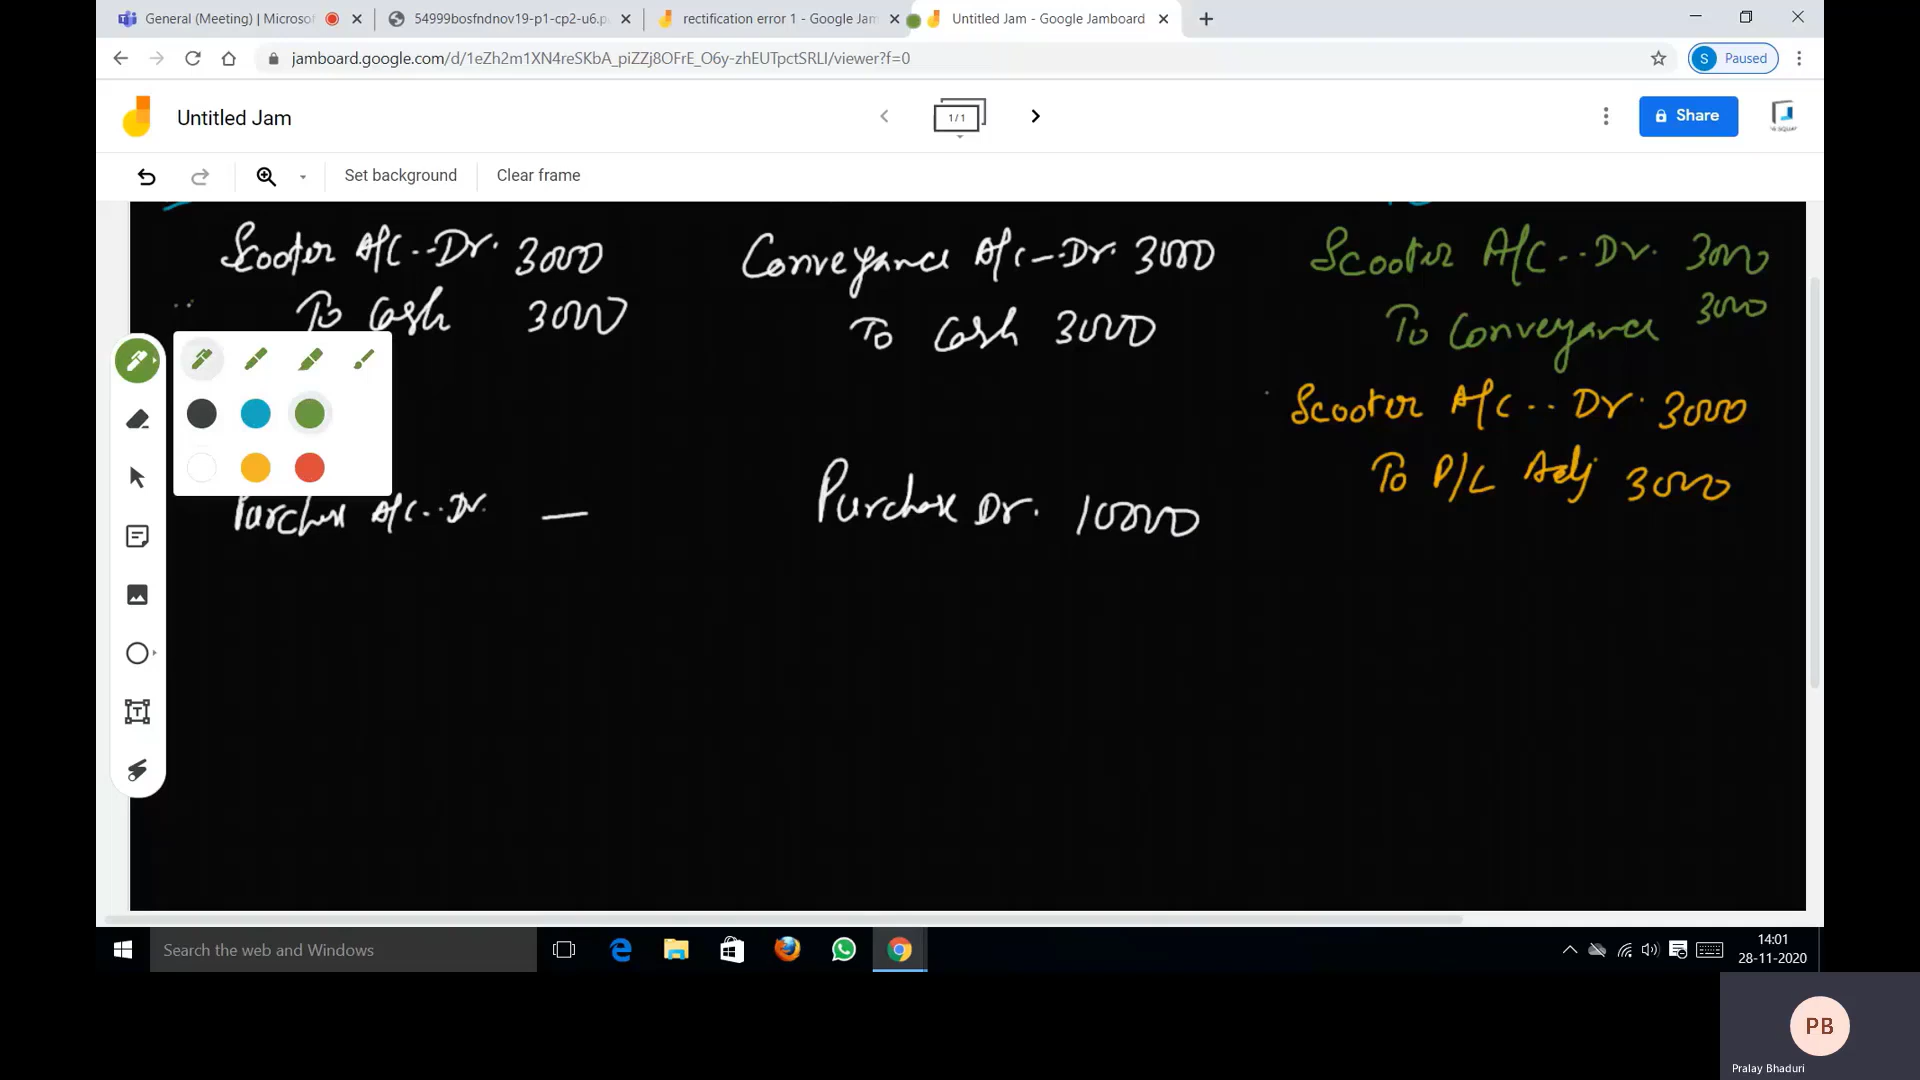 General (Meeting) | Microso
54999bosfndnov19-p1-cp2-u6.p
rectification error 1 - Google Jam
Untitled Jam - Google Jamboard
jamboard.google.com/d/1eZh2m1XN4reSKbA_piZZj8OFrE_O6y-zhEUTpctSRLI/viewer?f=0
S Paused
Untitled Jam
1/1
Share
Set background
Clear frame
Scooter A/C..Dr. 3000
To Cash 3000
Conveyance A/c-.Dr. 3000
To Cash 3000
Scooter A/C..Dr. 3000
To Conveyance 3000
Scooter A/C..Dr. 3000
To P/L Adj 3000
Purchase A/C..Dr. —
Purchase Dr. 10000
Search the web and Windows
14:01
28-11-2020
PB
Pralay Bhaduri